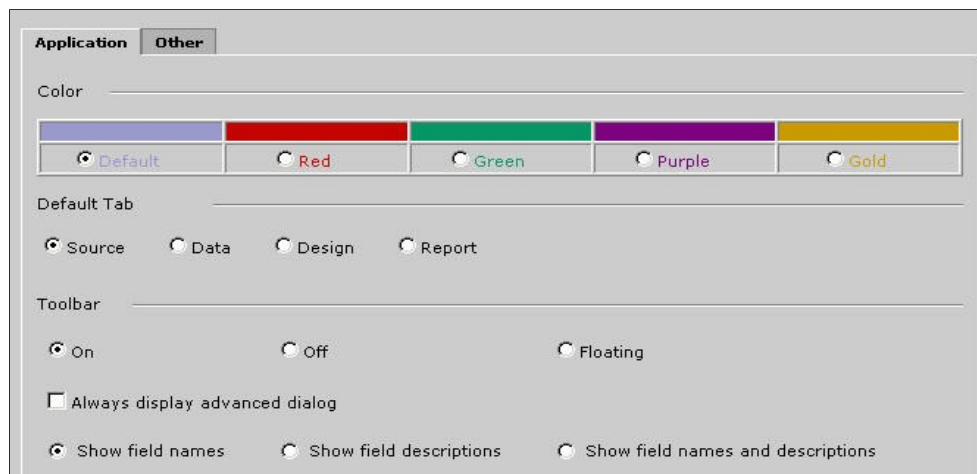 Application Other
Color
Default Red Green Purple Gold
Default Tab
Source Data Design Report
Toolbar
On Off Floating
Always display advanced dialog
Show field names Show field descriptions Show field names and descriptions